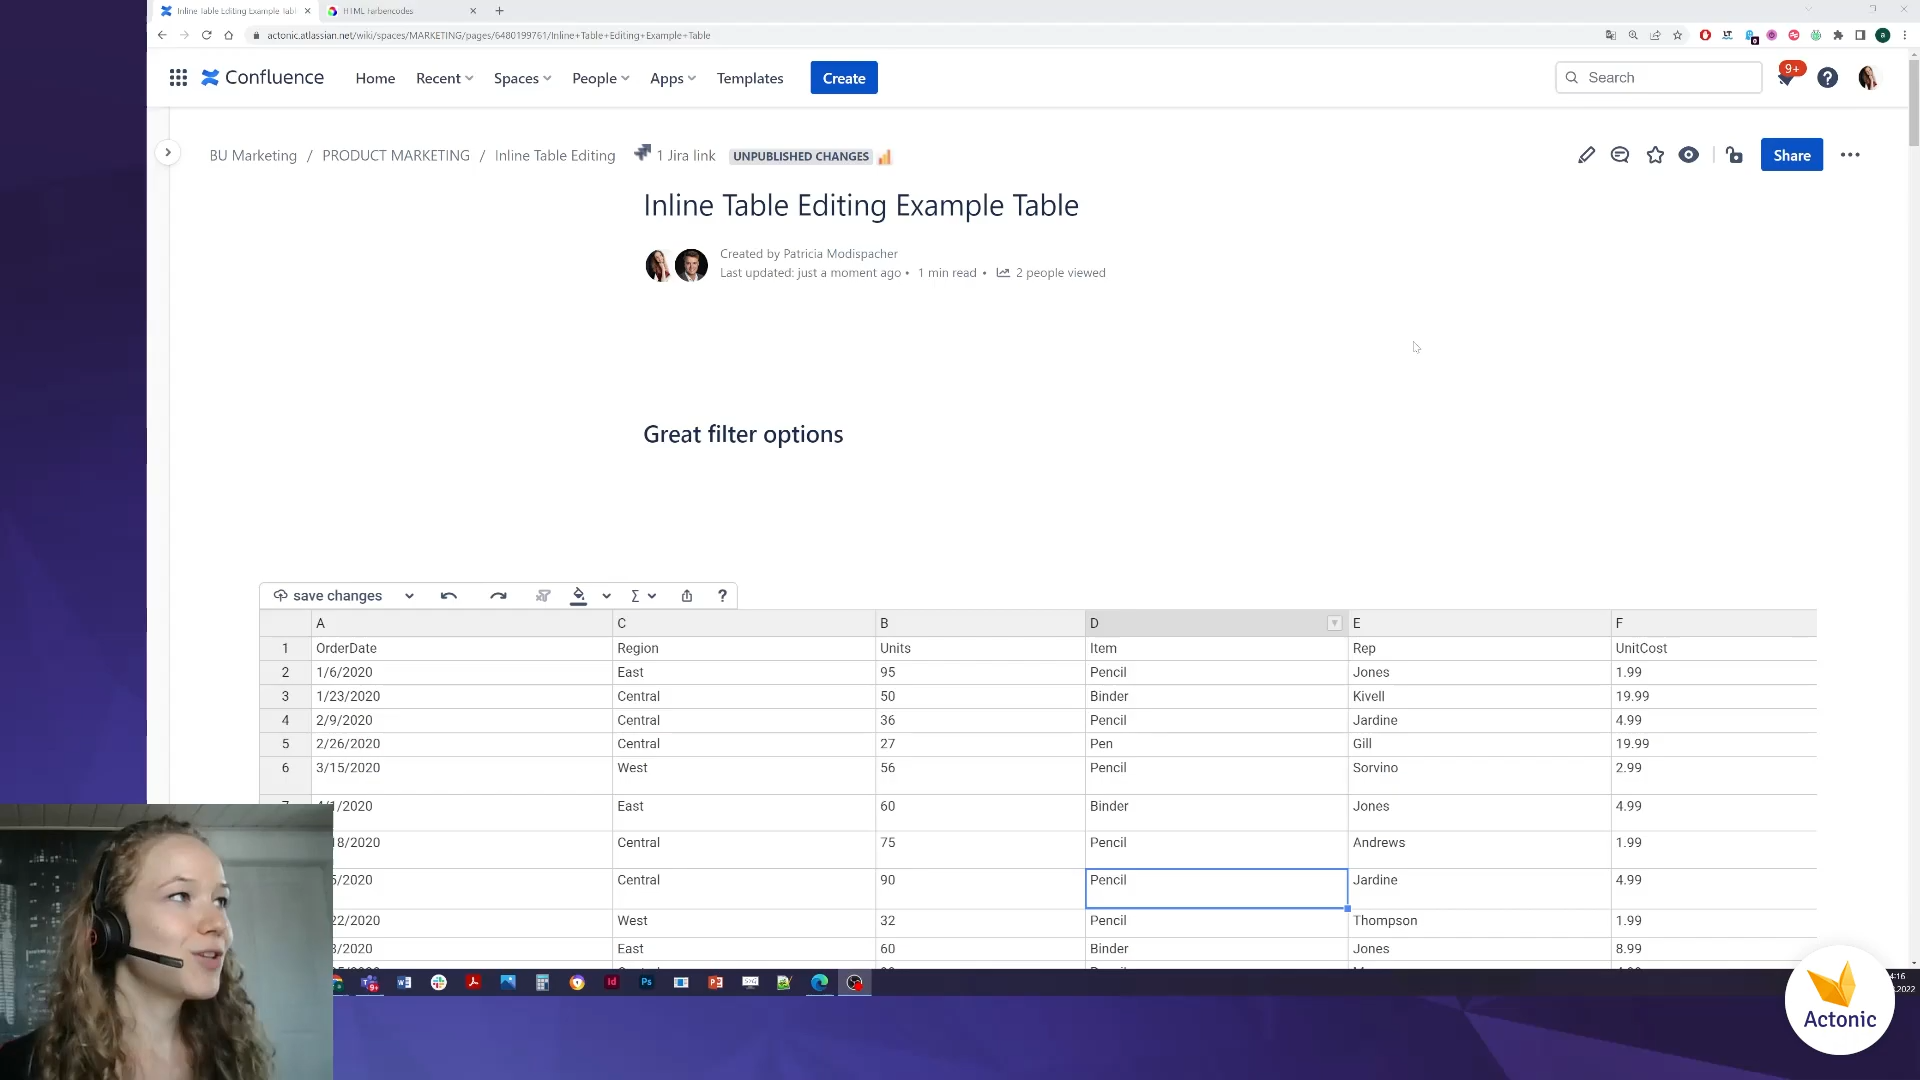 Inline Table Editing Example Tabl
HTML Farbencodes
actonic.atlassian.net/wiki/spaces/MARKETING/pages/6480199761/Inline+Table+Editing+Example+Table
Confluence Home Recent Spaces People Apps Templates Create Search 9+
BU Marketing / PRODUCT MARKETING / Inline Table Editing 1 Jira link UNPUBLISHED CHANGES Share
Inline Table Editing Example Table
Created by Patricia Modispacher
Last updated: just a moment ago • 1 min read • 2 people viewed
Great filter options
save changes Σ ?
A C B D E F
1 OrderDate Region Units Item Rep UnitCost
2 1/6/2020 East 95 Pencil Jones 1.99
3 1/23/2020 Central 50 Binder Kivell 19.99
4 2/9/2020 Central 36 Pencil Jardine 4.99
5 2/26/2020 Central 27 Pen Gill 19.99
6 3/15/2020 West 56 Pencil Sorvino 2.99
/1/2020 East 60 Binder Jones 4.99
18/2020 Central 75 Pencil Andrews 1.99
5/2020 Central 90 Pencil Jardine 4.99
22/2020 West 32 Pencil Thompson 1.99
8/2020 East 60 Binder Jones 8.99
4:16
.2022
Actonic